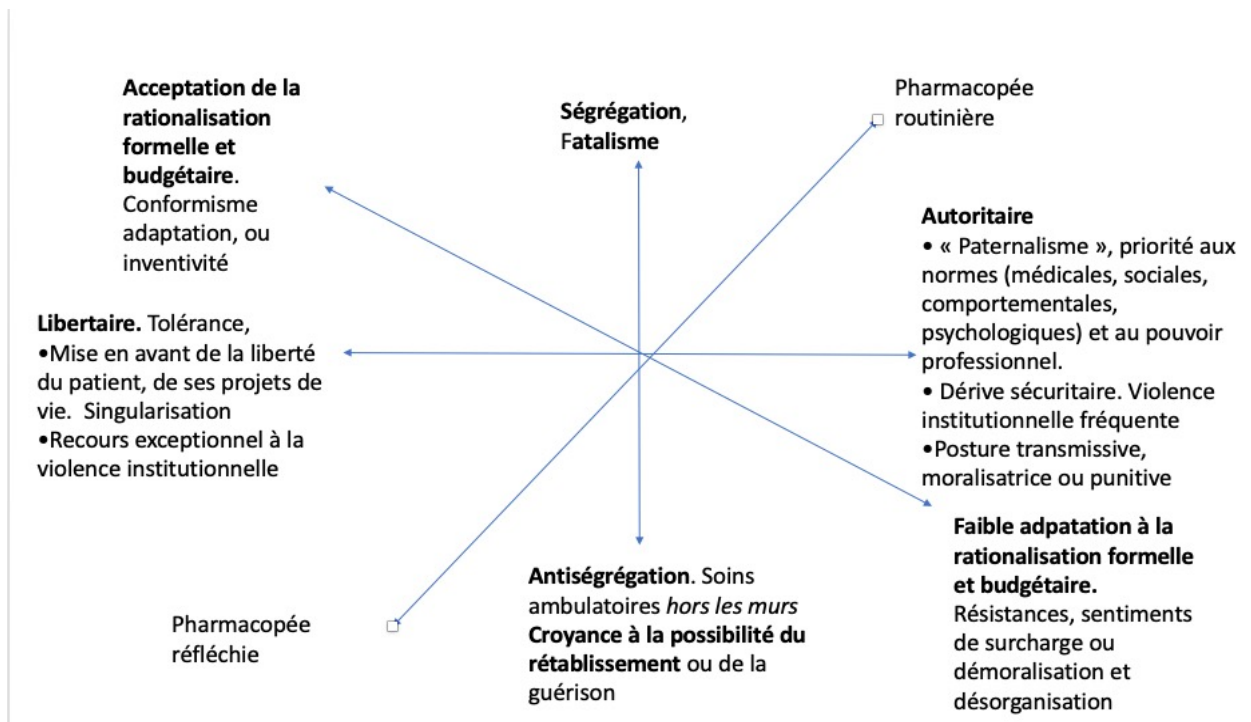 Acceptation de la
rationalisation
formelle et
budgétaire.
Conformisme
adaptation, ou
inventivité
Ségrégation,
Fatalisme
Pharmacopée
routinière
Libertaire. Tolérance,
•Mise en avant de la liberté
du patient, de ses projets de
vie. Singularisation
•Recours exceptionnel à la
violence institutionnelle
Autoritaire
• « Paternalisme », priorité aux
normes (médicales, sociales,
comportementales,
psychologiques) et au pouvoir
professionnel.
• Dérive sécuritaire. Violence
institutionnelle fréquente
•Posture transmissive,
moralisatrice ou punitive
Pharmacopée
réfléchie
Antiségrégation. Soins
ambulatoires hors les murs
Croyance à la possibilité du
rétablissement ou de la
guérison
Faible adpatation à la
rationalisation formelle
et budgétaire.
Résistances, sentiments
de surcharge ou
démoralisation et
désorganisation